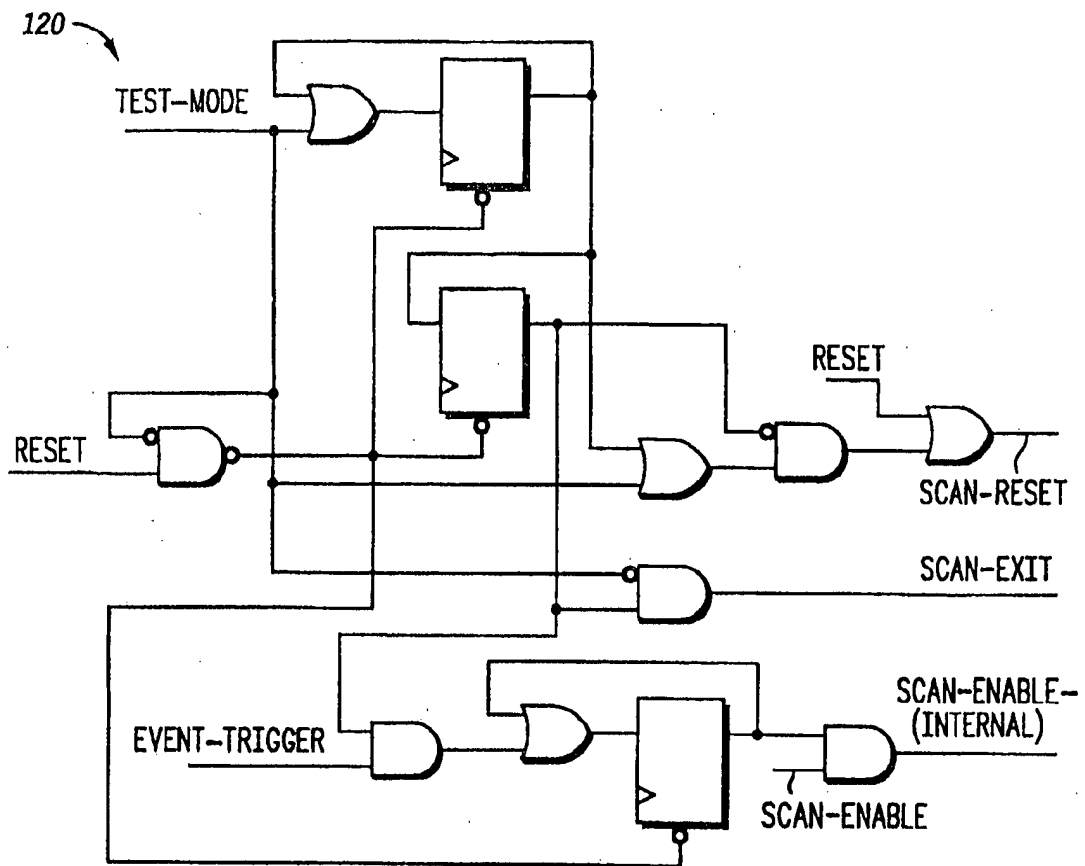 120
TEST-MODE
RESET
RESET
SCAN-RESET
SCAN-EXIT
SCAN-ENABLE-
(INTERNAL)
EVENT-TRIGGER
SCAN-ENABLE